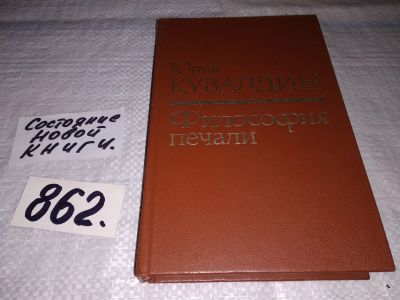 Юрий
КУВАЛДИН
Философия
печали
Состояние
новой
книги.
862.